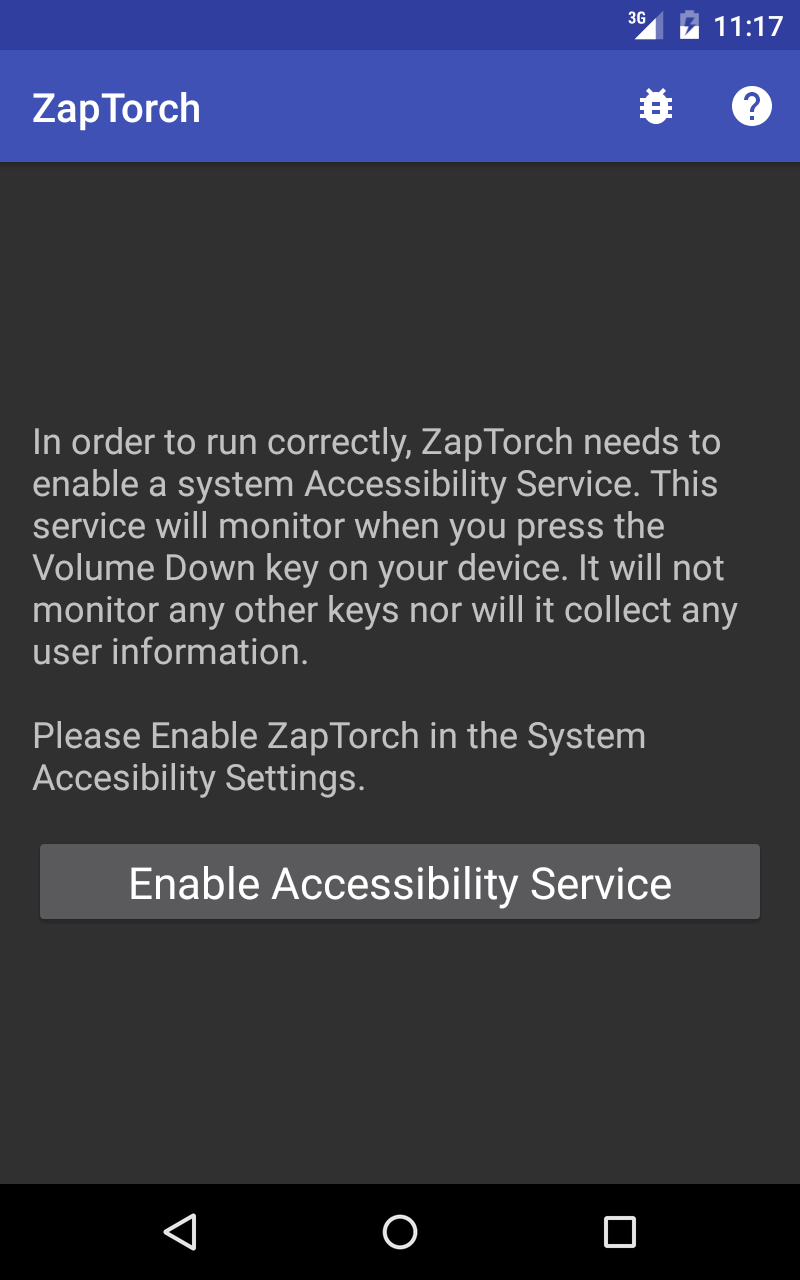 3G 11:17
ZapTorch
In order to run correctly, ZapTorch needs to
enable a system Accessibility Service. This
service will monitor when you press the
Volume Down key on your device. It will not
monitor any other keys nor will it collect any
user information.
Please Enable ZapTorch in the System
Accesibility Settings.
Enable Accessibility Service